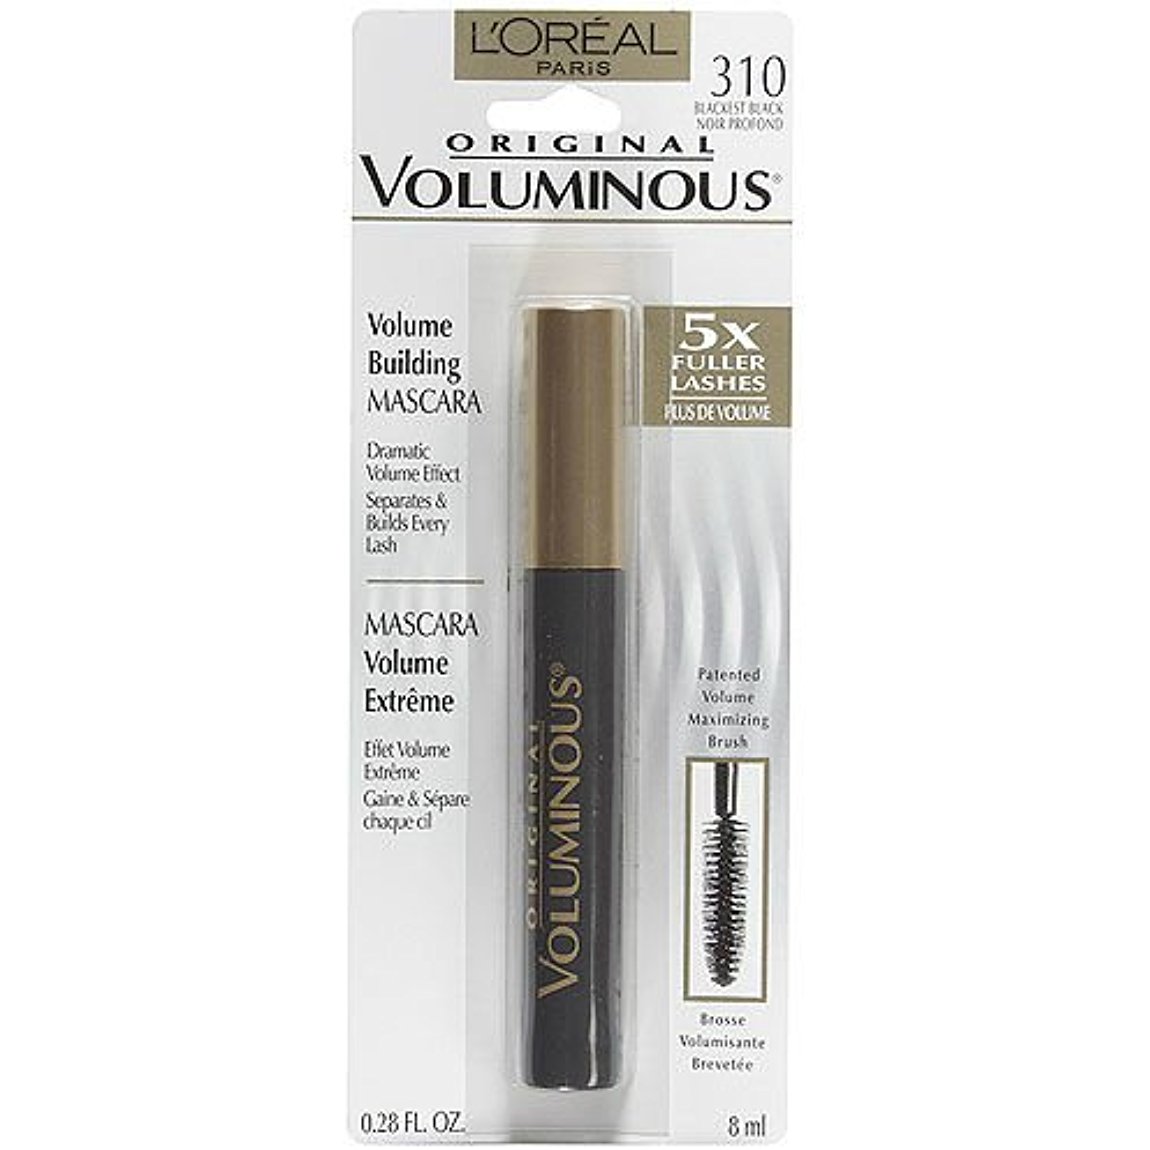 L'ORÉAL
PARiS
310
BLACKEST BLACK
NOIR PROFOND
ORIGINAL
VOLUMINOUS®
Volume
Building
MASCARA
Dramatic
Volume Effect
Separates &
Builds Every
Lash
5X
FULLER
LASHES
PLUS DE VOLUME
MASCARA
Volume
Extrême
Effet Volume
Extrême
Gaine & Sépare
chaque cil
ORIGINAL
VOLUMINOUS®
Patented
Volume
Maximizing
Brush
Brosse
Volumisante
Brevetée
0.28 FL. OZ.
8 ml